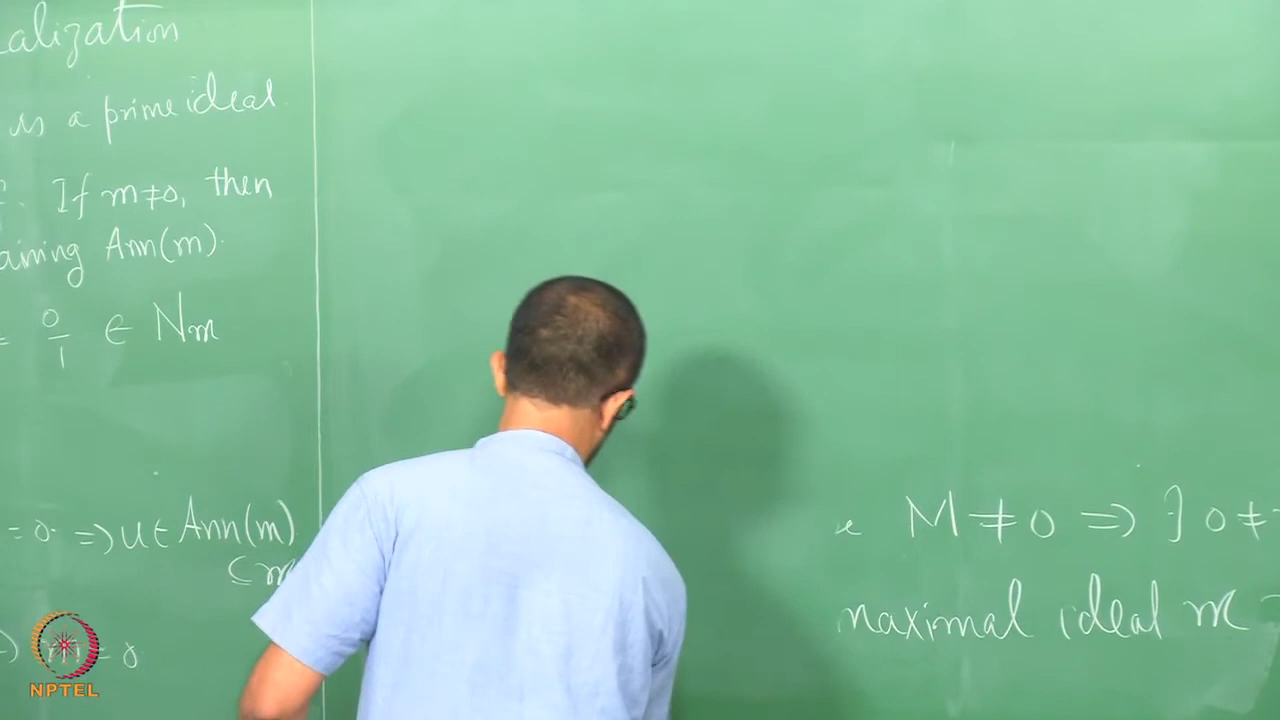 alization
is a prime ideal
If m≠0, then
aining Ann(m).
= 0/1 ∈ Nm
= 0 ⇒ u ∈ Ann(m)
⊂ m
= 0
M ≠ 0 ⇒ ∃ 0 ≠
maximal ideal m
NPTEL